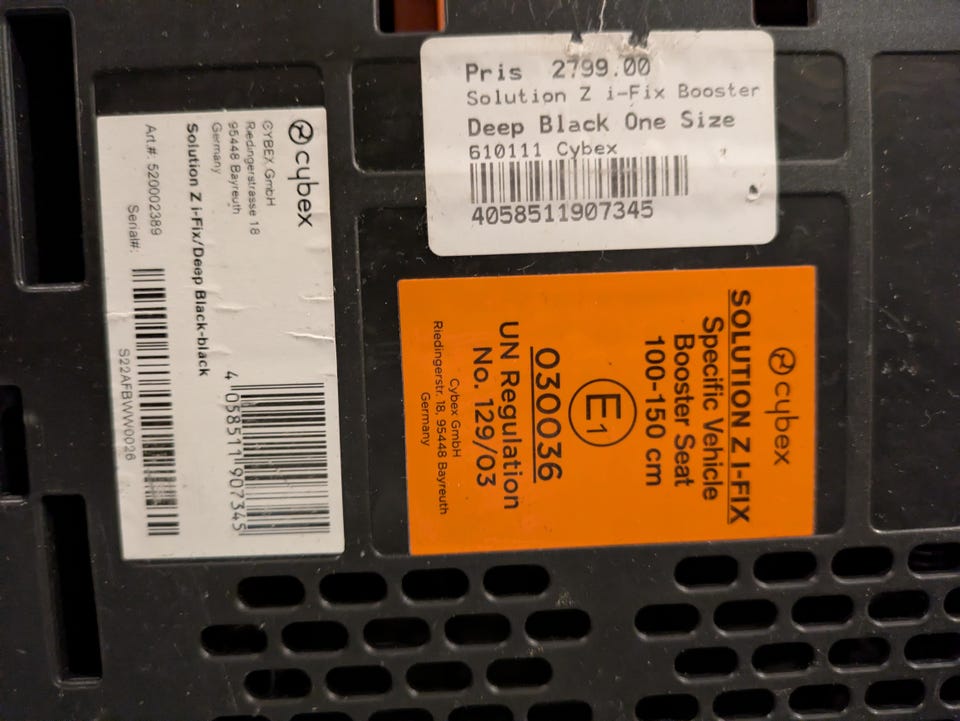 cybex
CYBEX GmbH
Riedingerstrasse 18
95448 Bayreuth
Germany
Solution Z i-Fix/Deep Black-black
4 058511 907345
Art.#: 520002389
Serial#:
S22AFBWW0026
Pris 2799.00
Solution Z i-Fix Booster
Deep Black One Size
610111 Cybex
4058511907345
cybex
SOLUTION Z I-FIX
Specific Vehicle
Booster Seat
100-150 cm
E1
030036
UN Regulation
No. 129/03
Cybex GmbH
Riedingerstr. 18, 95448 Bayreuth
Germany